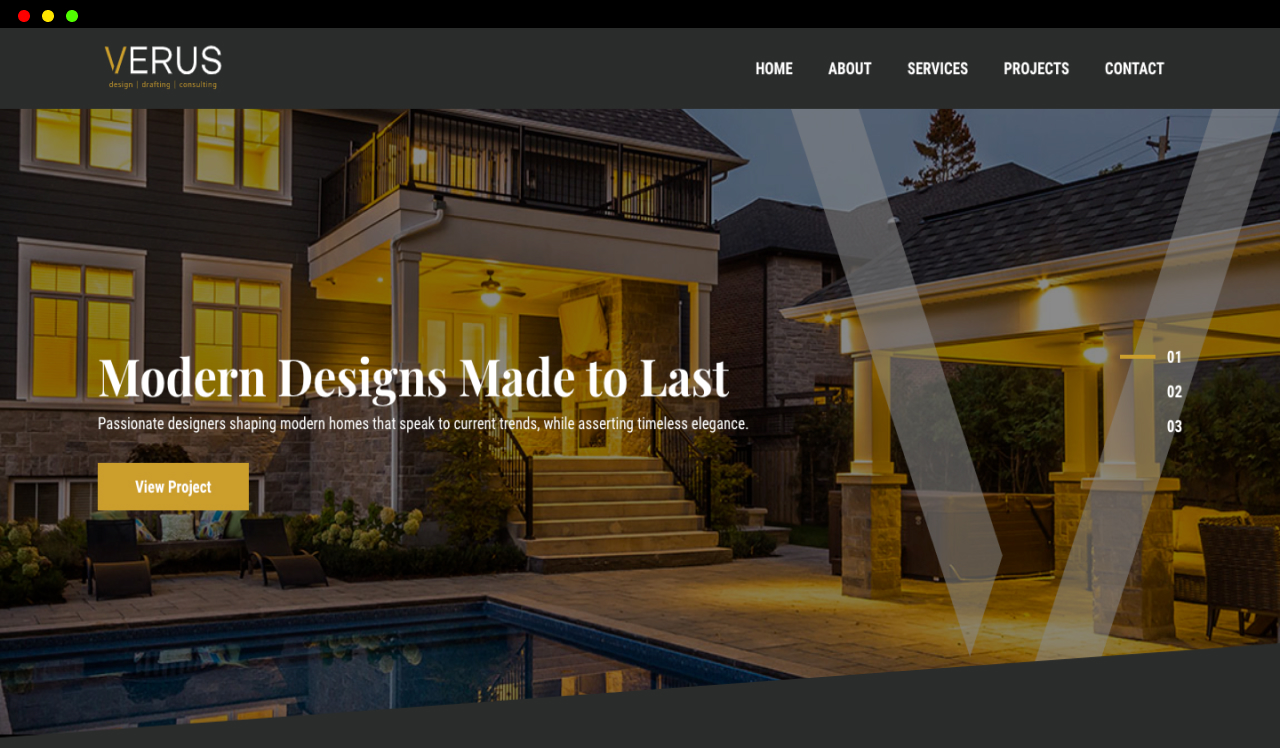 VERUS
design | drafting | consulting
HOME ABOUT SERVICES PROJECTS CONTACT
Modern Designs Made to Last
Passionate designers shaping modern homes that speak to current trends, while asserting timeless elegance.
View Project
01
02
03